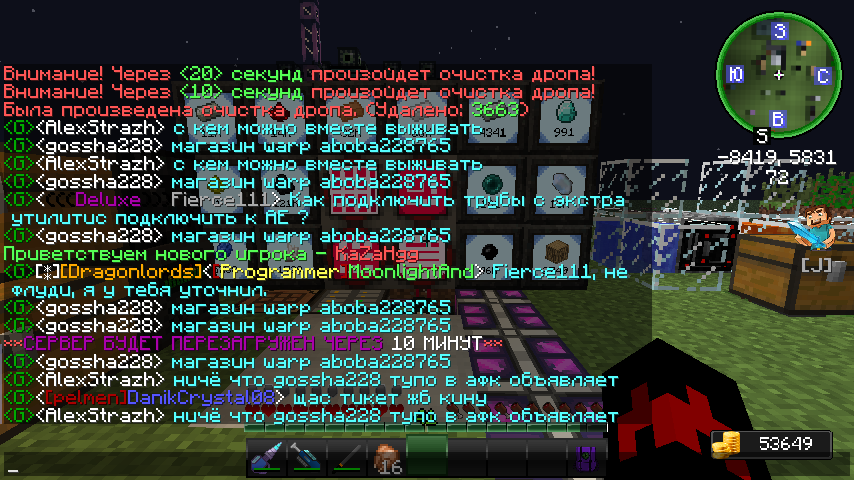 Внимание! Через <20> секунд произойдет очистка дропа!
Внимание! Через <10> секунд произойдет очистка дропа!
Была произведена очистка дропа. (Удалено: 3663)
<G><AlexStrazh> с кем можно вместе выживать
<G><gossha228> магазин warp aboba228765
<G><AlexStrazh> с кем можно вместе выживать
<G><gossha228> магазин warp aboba228765
Deluxe Fierce111> Как подключить трубы с экстра
утилитис подключить к АЕ ?
<G><gossha228> магазин warp aboba228765
Приветствуем нового игрока - KaZaHgg
<G>[*][Dragonlords]< Programmer MoonlightAnd> Fierce111, не
флуди, я у тебя уточнил.
<G><gossha228> магазин warp aboba228765
<G><gossha228> магазин warp aboba228765
**СЕРВЕР БУДЕТ ПЕРЕЗАГРУЖЕН ЧЕРЕЗ 10 МИНУТ**
<G><gossha228> магазин warp aboba228765
<G><AlexStrazh> ничё что gossha228 тупо в афк объявляет
<G><[pelmen]DanikCrystal08> щас тикет жб кину
<G><AlexStrazh> ничё что gossha228 тупо в афк объявляет
З
Ю
С
В
S
-8419, 5831
72
[J]
4341
991
16
53649
_